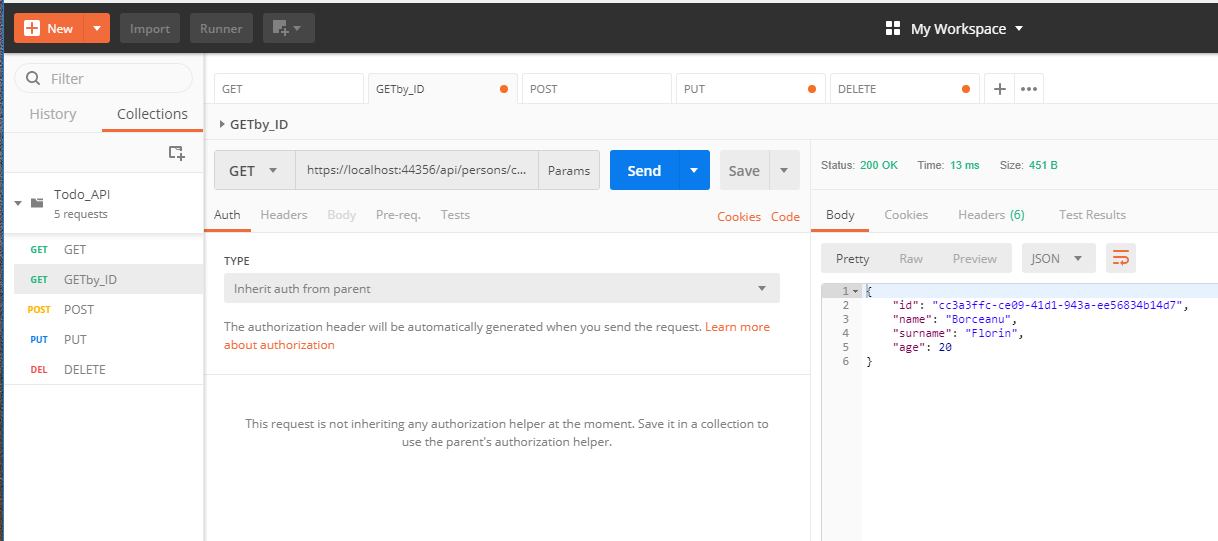 New
Import
Runner
My Workspace
Filter
History
Collections
Todo_API
5 requests
GET GET
GET GETby_ID
POST POST
PUT PUT
DEL DELETE
GET
GETby_ID
POST
PUT
DELETE
GETby_ID
GET
https://localhost:44356/api/persons/c...
Params
Send
Save
Auth
Headers
Body
Pre-req.
Tests
Cookies
Code
TYPE
Inherit auth from parent
The authorization header will be automatically generated when you send the request. Learn more
about authorization
This request is not inheriting any authorization helper at the moment. Save it in a collection to
use the parent's authorization helper.
Status: 200 OK Time: 13 ms Size: 451 B
Body
Cookies
Headers (6)
Test Results
Pretty
Raw
Preview
JSON
1 {
2 "id": "cc3a3ffc-ce09-41d1-943a-ee56834b14d7",
3 "name": "Borceanu",
4 "surname": "Florin",
5 "age": 20
6 }